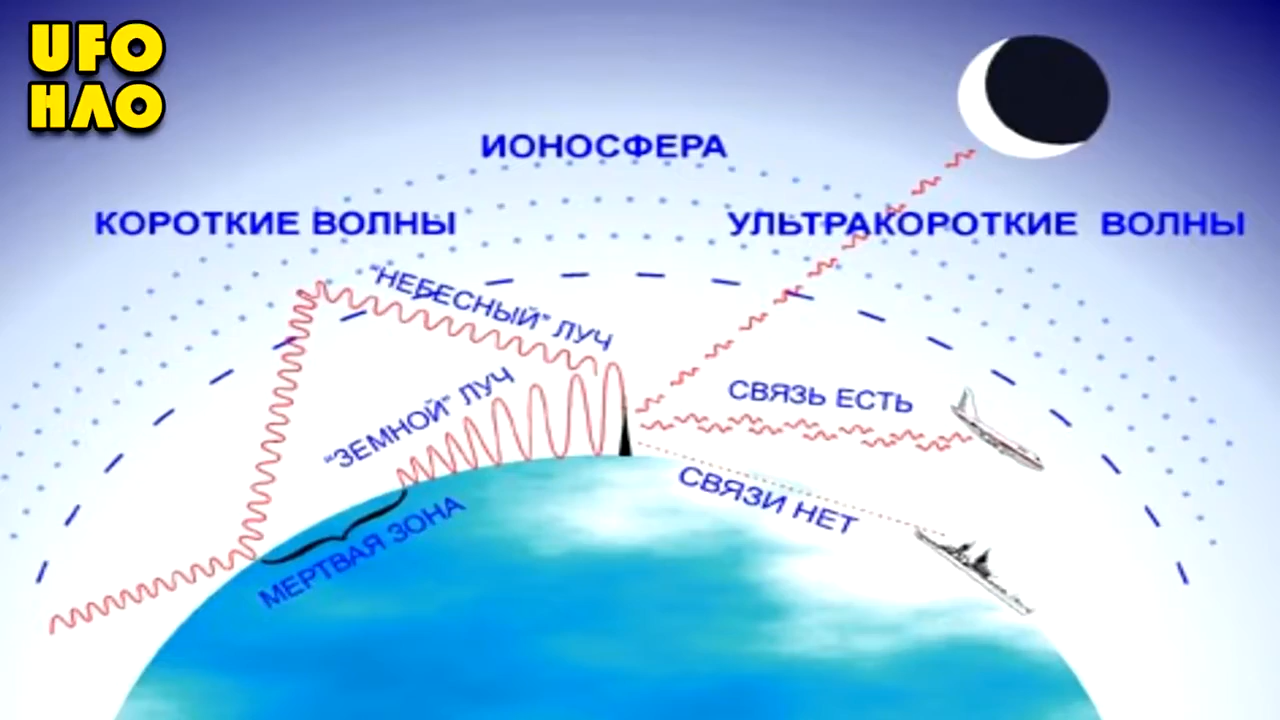 UFO
НЛО
ИОНОСФЕРА
КОРОТКИЕ ВОЛНЫ
УЛЬТРАКОРОТКИЕ ВОЛНЫ
"НЕБЕСНЫЙ" ЛУЧ
"ЗЕМНОЙ" ЛУЧ
СВЯЗЬ ЕСТЬ
СВЯЗИ НЕТ
МЕРТВАЯ ЗОНА